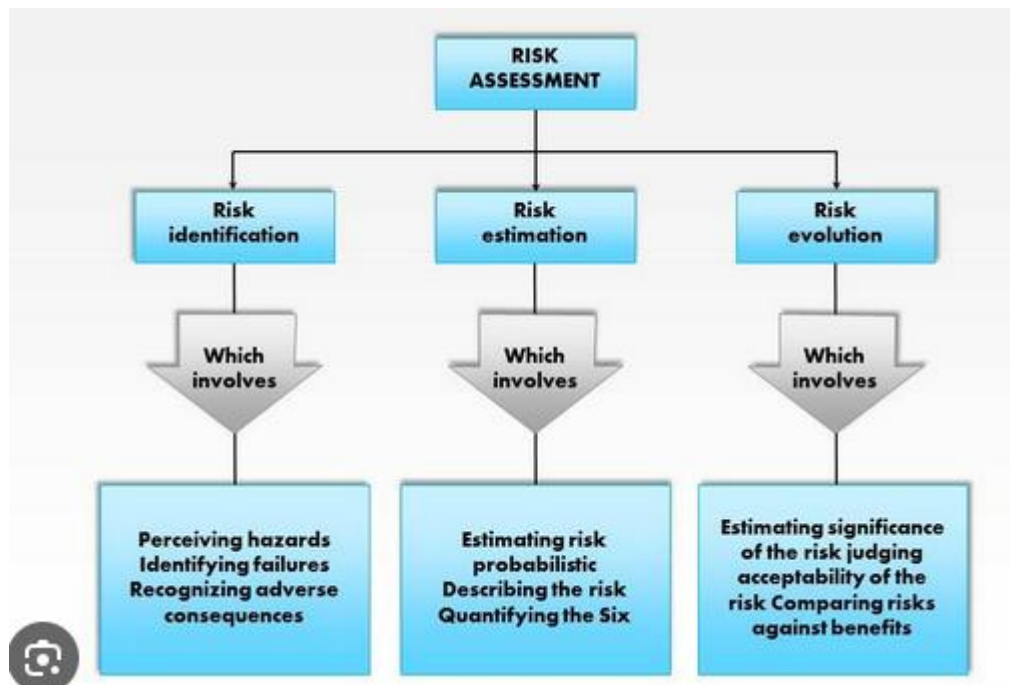 RISK
ASSESSMENT
Risk
identification
Risk
estimation
Risk
evolution
Which
involves
Which
involves
Which
involves
Perceiving hazards
Identifying failures
Recognizing adverse
consequences
Estimating risk
probabilistic
Describing the risk
Quantifying the Six
Estimating significance
of the risk judging
acceptability of the
risk Comparing risks
against benefits